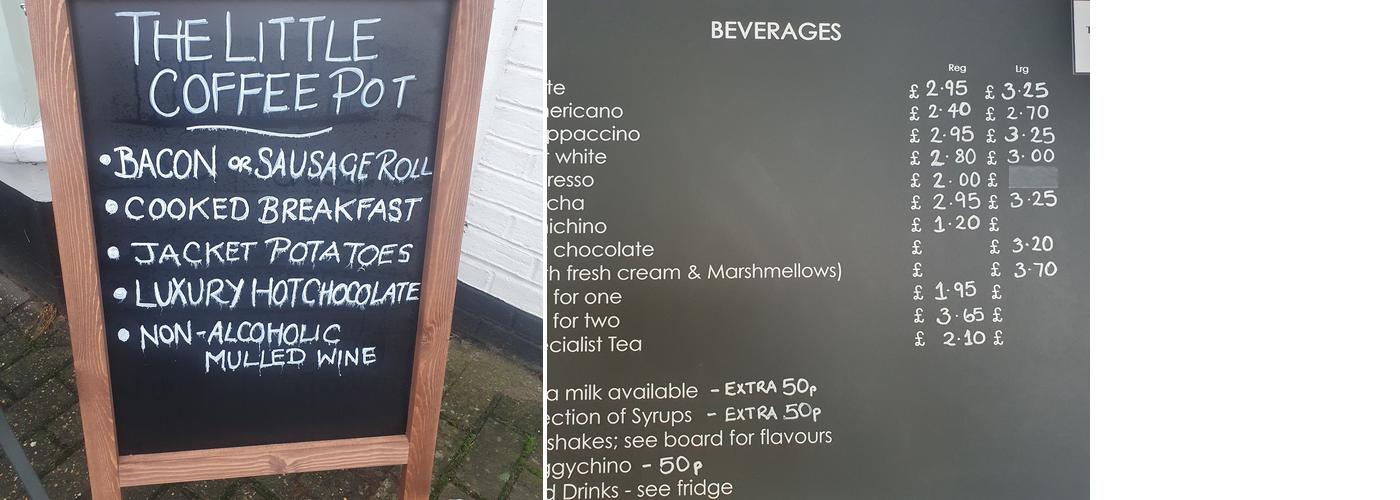 THE LITTLE
COFFEE POT
• BACON OR SAUSAGE ROLL
• COOKED BREAKFAST
• JACKET POTATOES
• LUXURY HOTCHOCOLATE
• NON-ALCOHOLIC
MULLED WINE
BEVERAGES
Reg Lrg
te £ 2.95 £ 3.25
ericano £ 2.40 £ 2.70
ppaccino £ 2.95 £ 3.25
white £ 2.80 £ 3.00
resso £ 2.00 £
cha £ 2.95 £ 3.25
ichino £ 1.20 £
chocolate £ £ 3.20
h fresh cream & Marshmellows) £ £ 3.70
for one £ 1.95 £
for two £ 3.65 £
cialist Tea £ 2.10 £
a milk available - EXTRA 50p
ection of Syrups - EXTRA 50p
shakes; see board for flavours
ggychino - 50p
d Drinks - see fridge